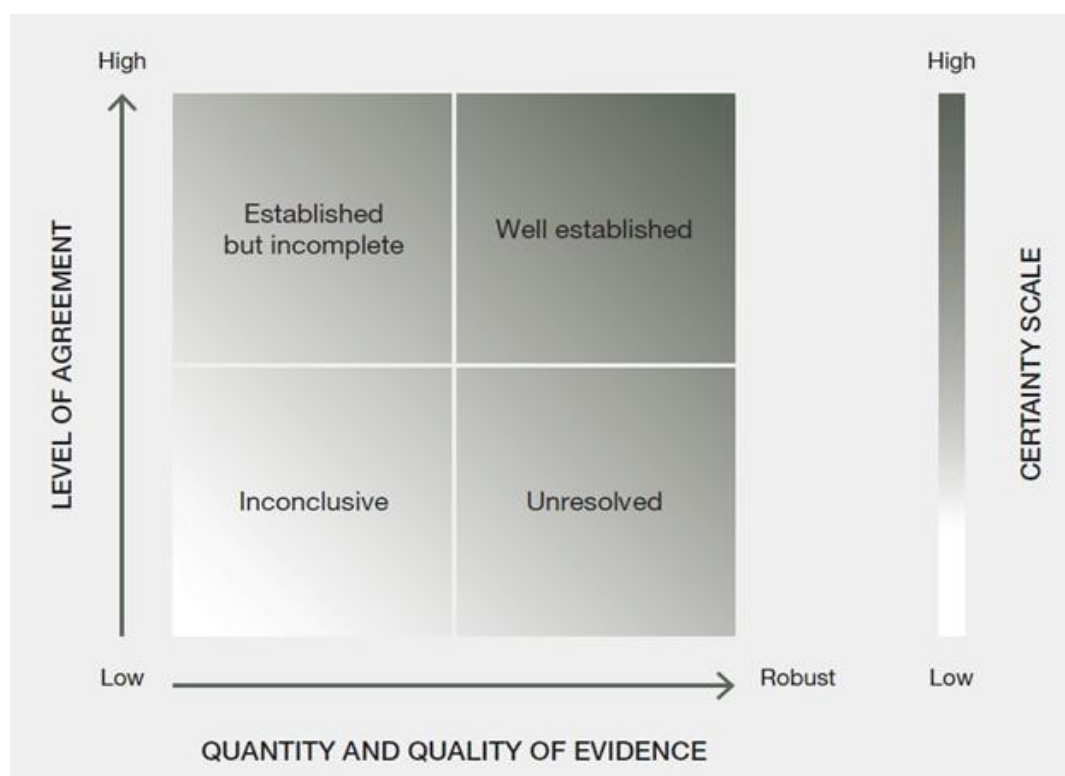 High
High
LEVEL OF AGREEMENT
Established
but incomplete
Well established
CERTAINTY SCALE
Inconclusive
Unresolved
Low
Robust
Low
QUANTITY AND QUALITY OF EVIDENCE